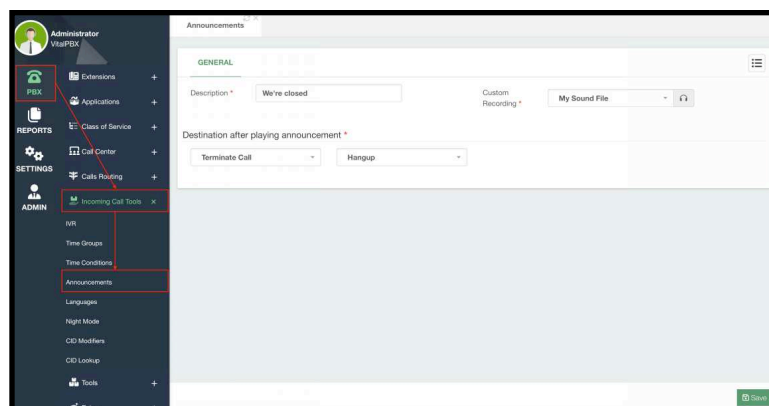 Administrator
VitalPBX
PBX
REPORTS
SETTINGS
ADMIN
Extensions
Applications
Class of Service
Call Center
Calls Routing
Incoming Call Tools
IVR
Time Groups
Time Conditions
Announcements
Languages
Night Mode
CID Modifiers
CID Lookup
Tools
Announcements
GENERAL
Description *
We're closed
Custom
Recording *
My Sound File
Destination after playing announcement *
Terminate Call
Hangup
Save